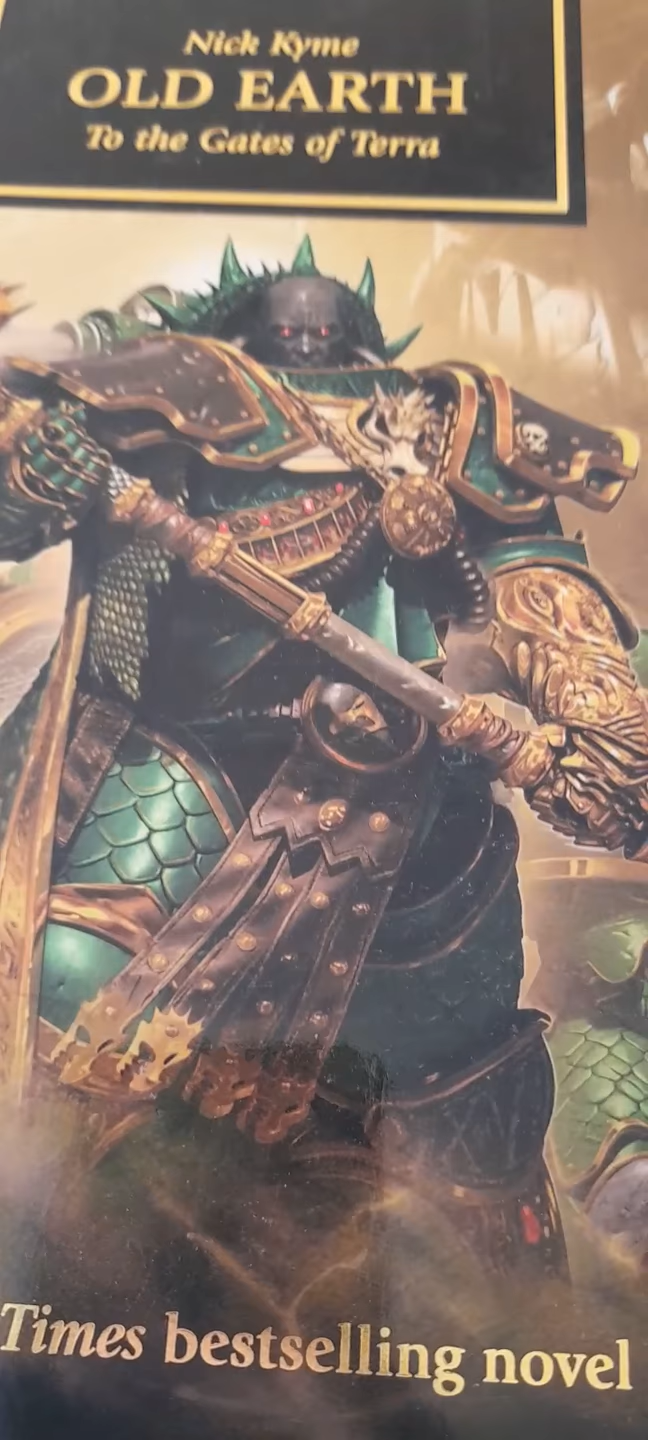 Nick Kyme
OLD EARTH
To the Gates of Terra
Times bestselling novel